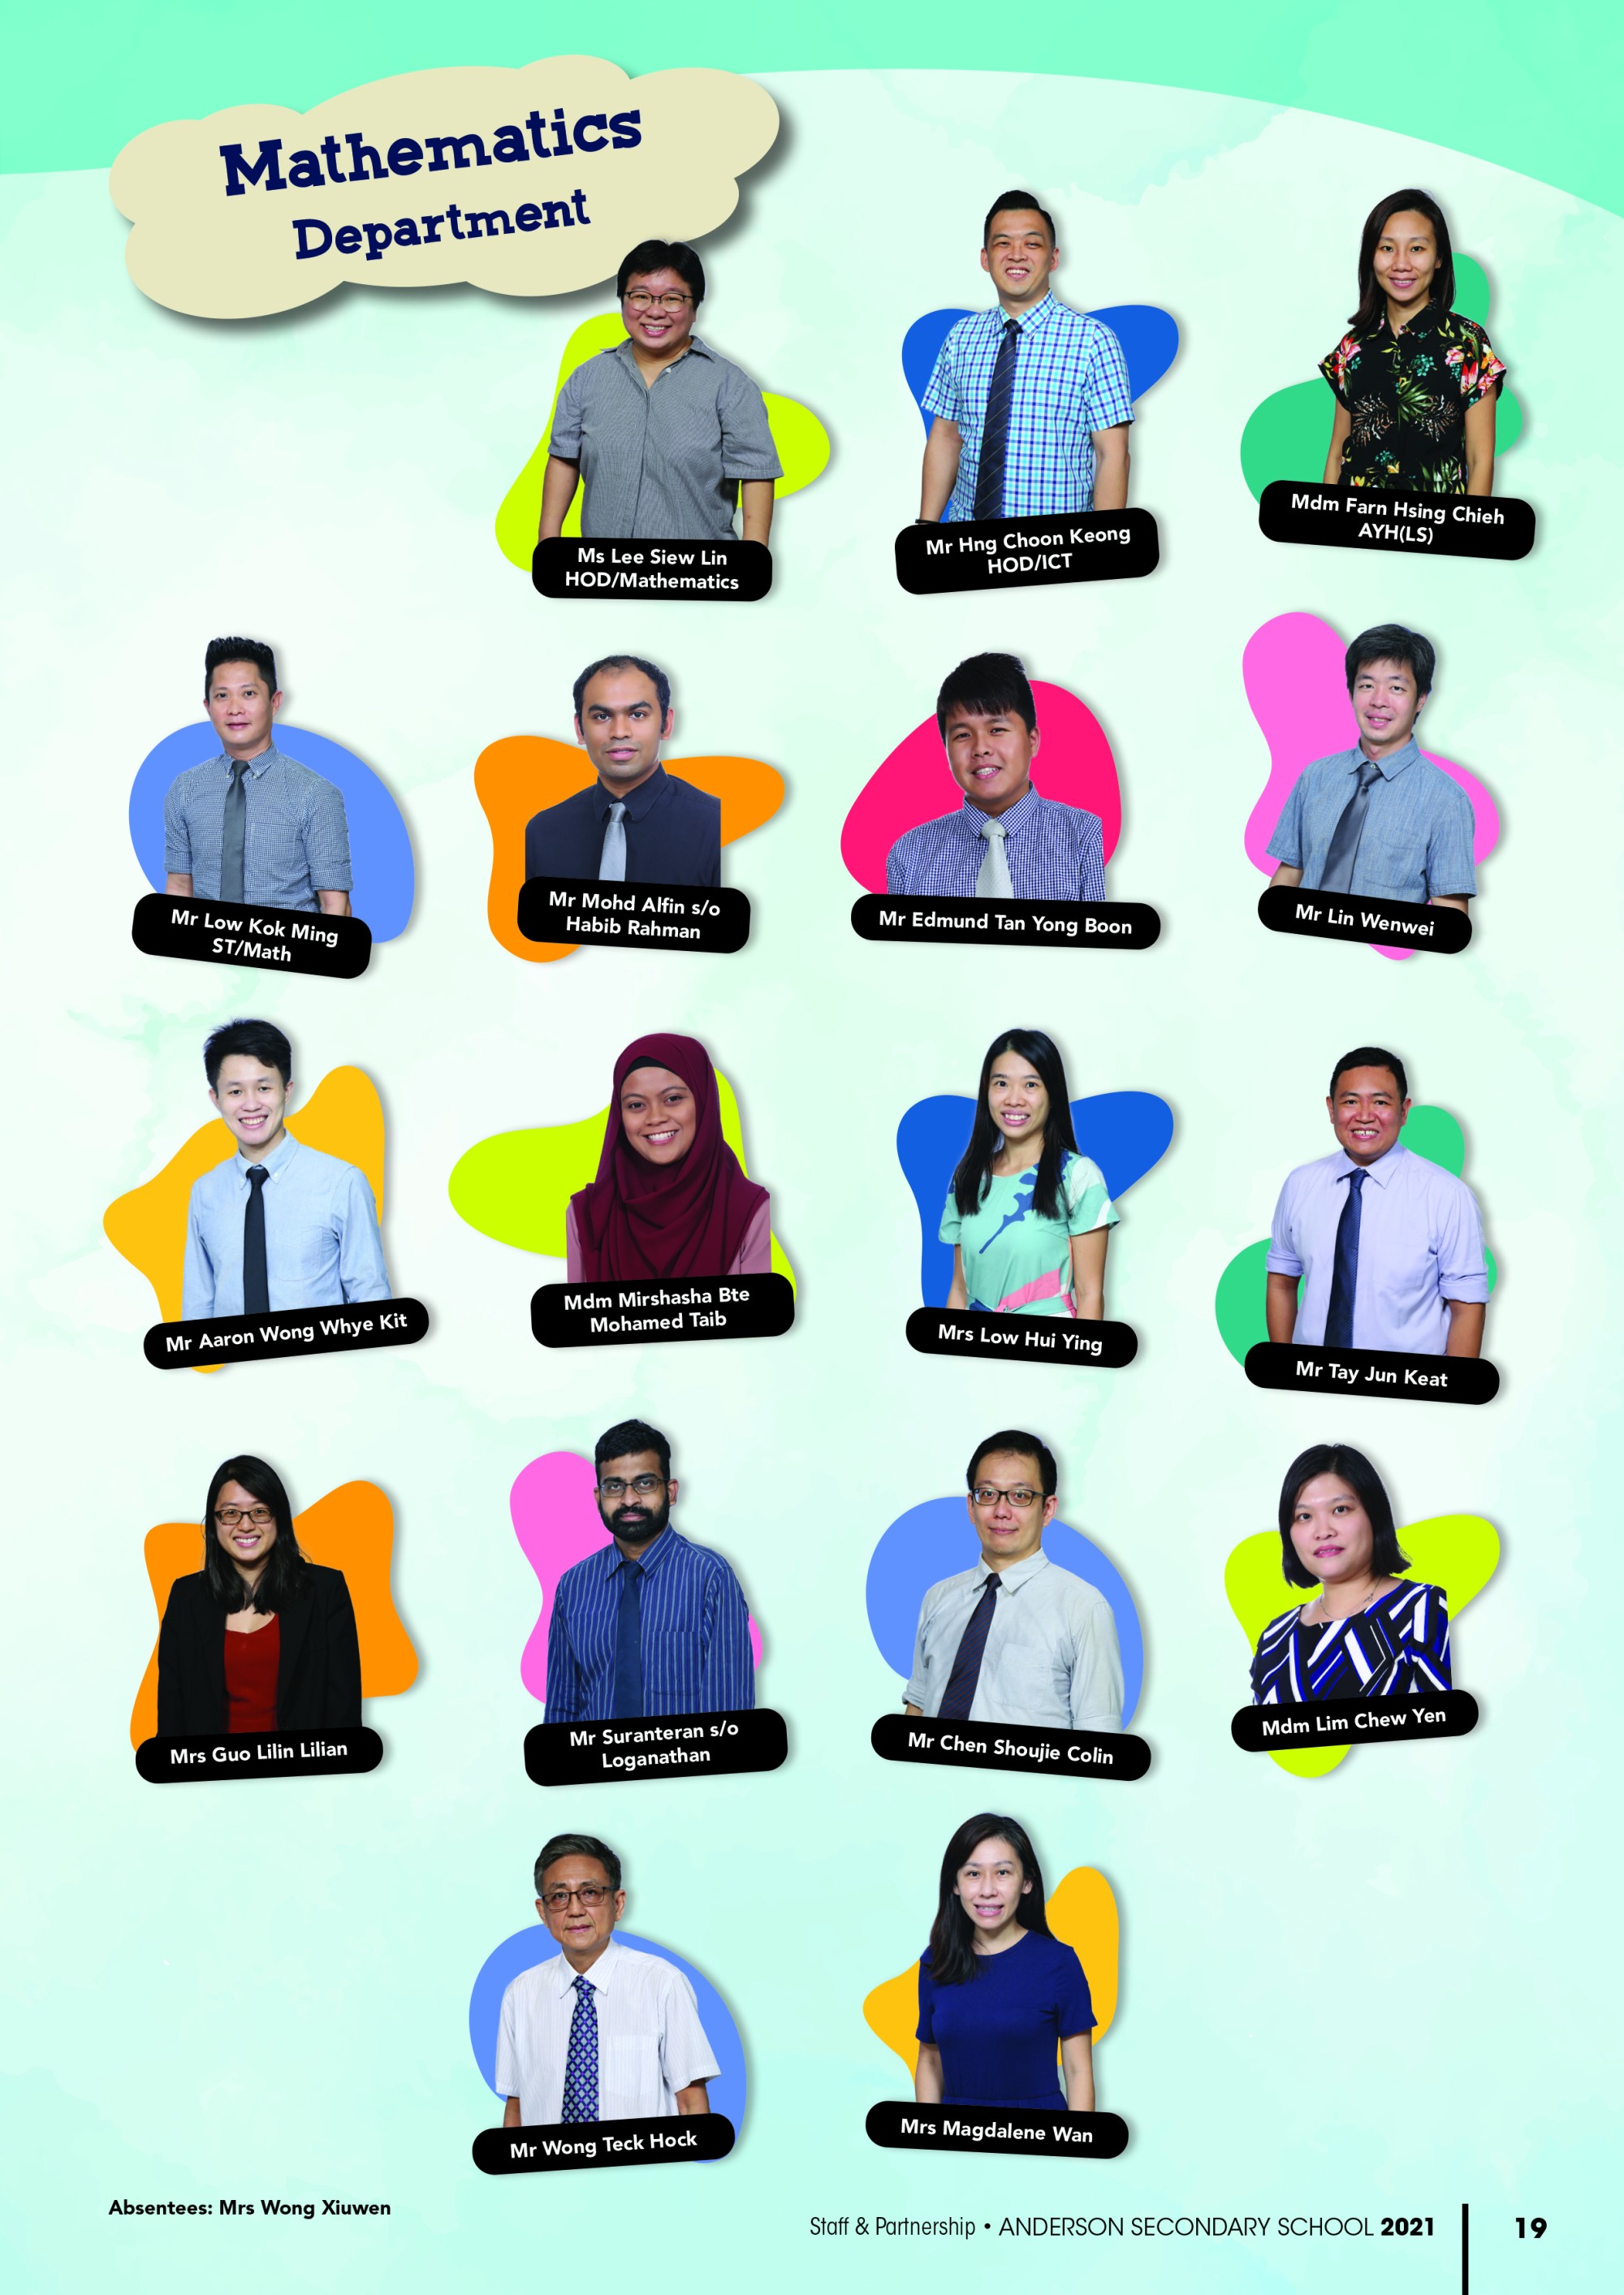 Mathematics
Department
Ms Lee Siew Lin
HOD/Mathematics
Mr Hng Choon Keong
HOD/ICT
Mdm Farn Hsing Chieh
AYH(LS)
Mr Low Kok Ming
ST/Math
Mr Mohd Alfin s/o
Habib Rahman
Mr Edmund Tan Yong Boon
Mr Lin Wenwei
Mr Aaron Wong Whye Kit
Mdm Mirshasha Bte
Mohamed Taib
Mrs Low Hui Ying
Mr Tay Jun Keat
Mrs Guo Lilin Lilian
Mr Suranteran s/o
Loganathan
Mr Chen Shoujie Colin
Mdm Lim Chew Yen
Mr Wong Teck Hock
Mrs Magdalene Wan
Absentees: Mrs Wong Xiuwen
Staff & Partnership • ANDERSON SECONDARY SCHOOL 2021
19